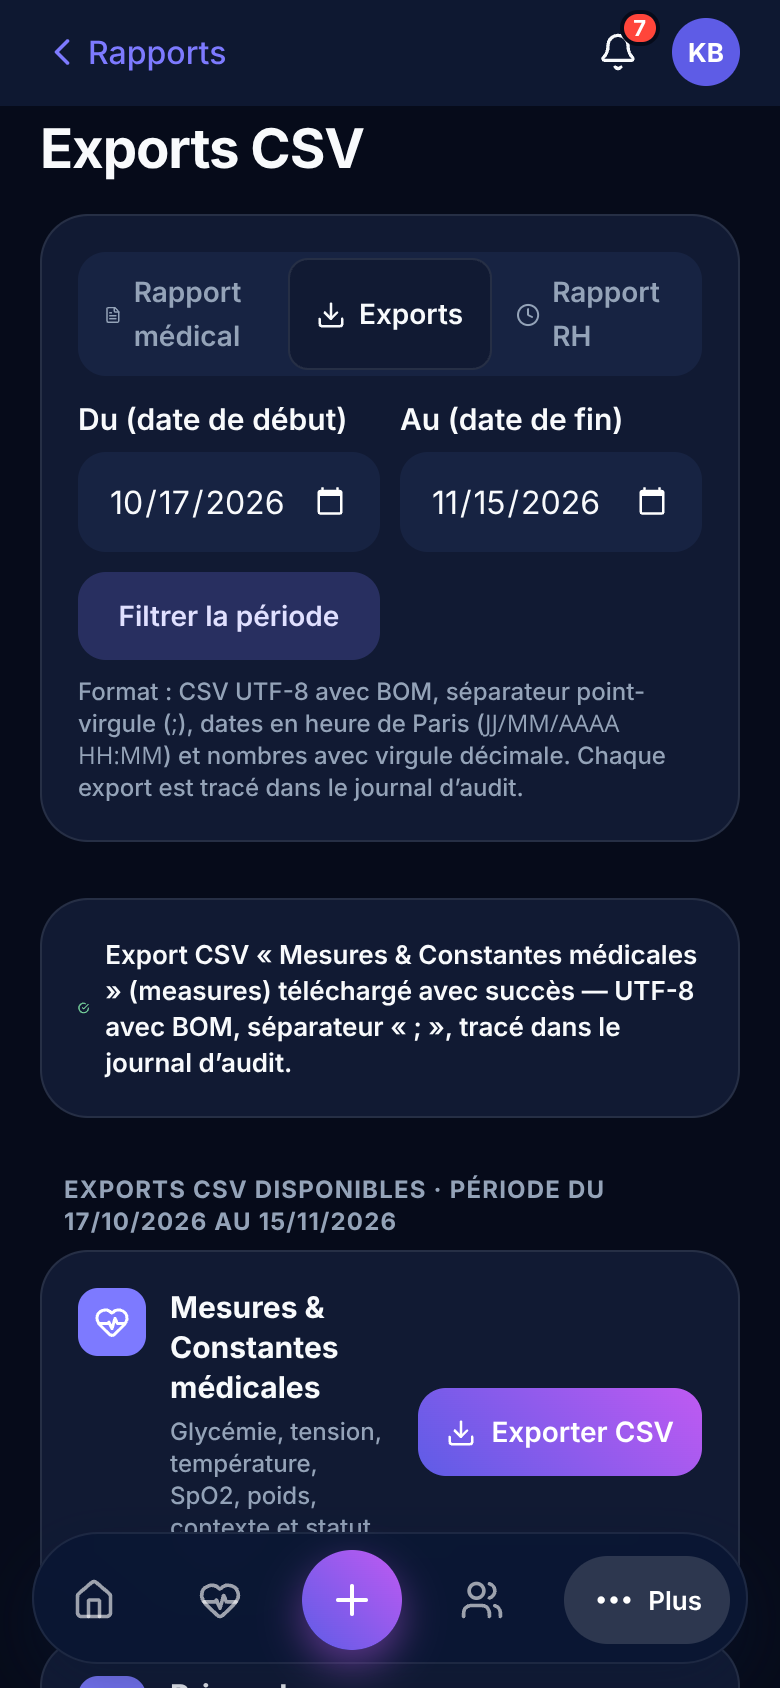 Rapports
7
KB
Exports CSV
Rapport
médical
Exports
Rapport
RH
Du (date de début)
Au (date de fin)
10/17/2026
11/15/2026
Filtrer la période
Format : CSV UTF-8 avec BOM, séparateur point-
virgule (;), dates en heure de Paris (JJ/MM/AAAA
HH:MM) et nombres avec virgule décimale. Chaque
export est tracé dans le journal d’audit.
Export CSV « Mesures & Constantes médicales
» (measures) téléchargé avec succès — UTF-8
avec BOM, séparateur « ; », tracé dans le
journal d’audit.
EXPORTS CSV DISPONIBLES · PÉRIODE DU
17/10/2026 AU 15/11/2026
Mesures &
Constantes
médicales
Glycémie, tension,
température,
SpO2, poids,
contexte et statut
Exporter CSV
Plus